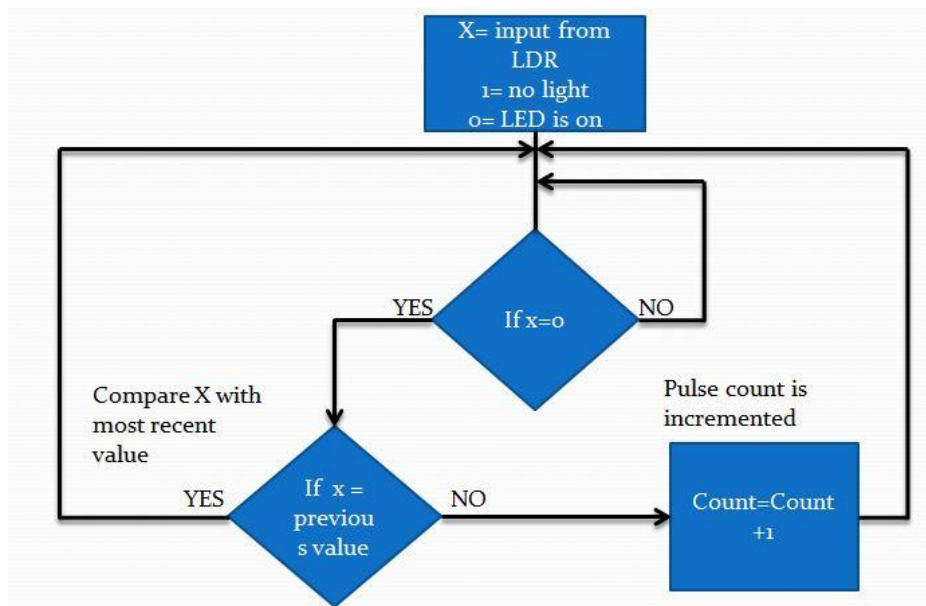 X= input from
LDR
1= no light
0= LED is on
YES
If x=0
NO
Compare X with
most recent
value
Pulse count is
incremented
YES
If x =
previou
s value
NO
Count=Count
+1